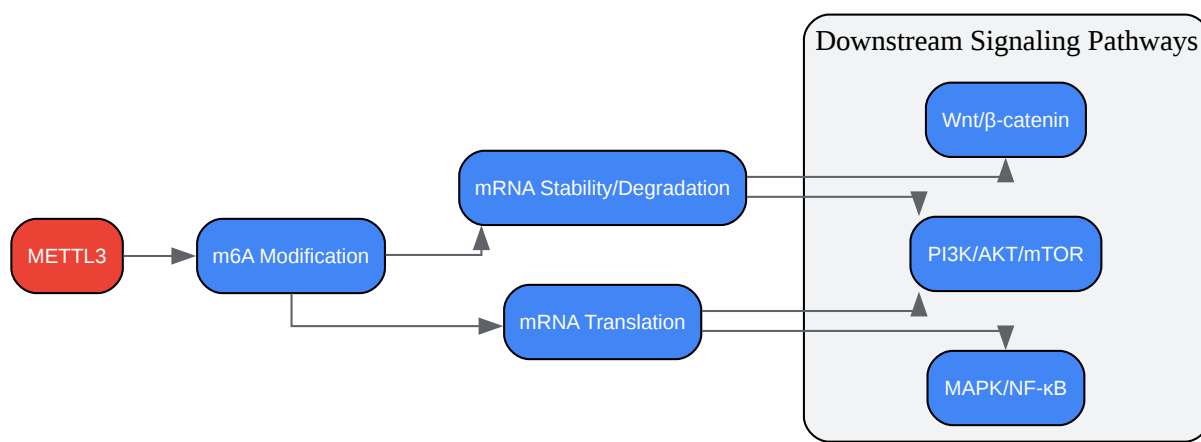 Downstream Signaling Pathways
Wnt/β-catenin
mRNA Stability/Degradation
METTL3
m6A Modification
PI3K/AKT/mTOR
mRNA Translation
MAPK/NF-κB